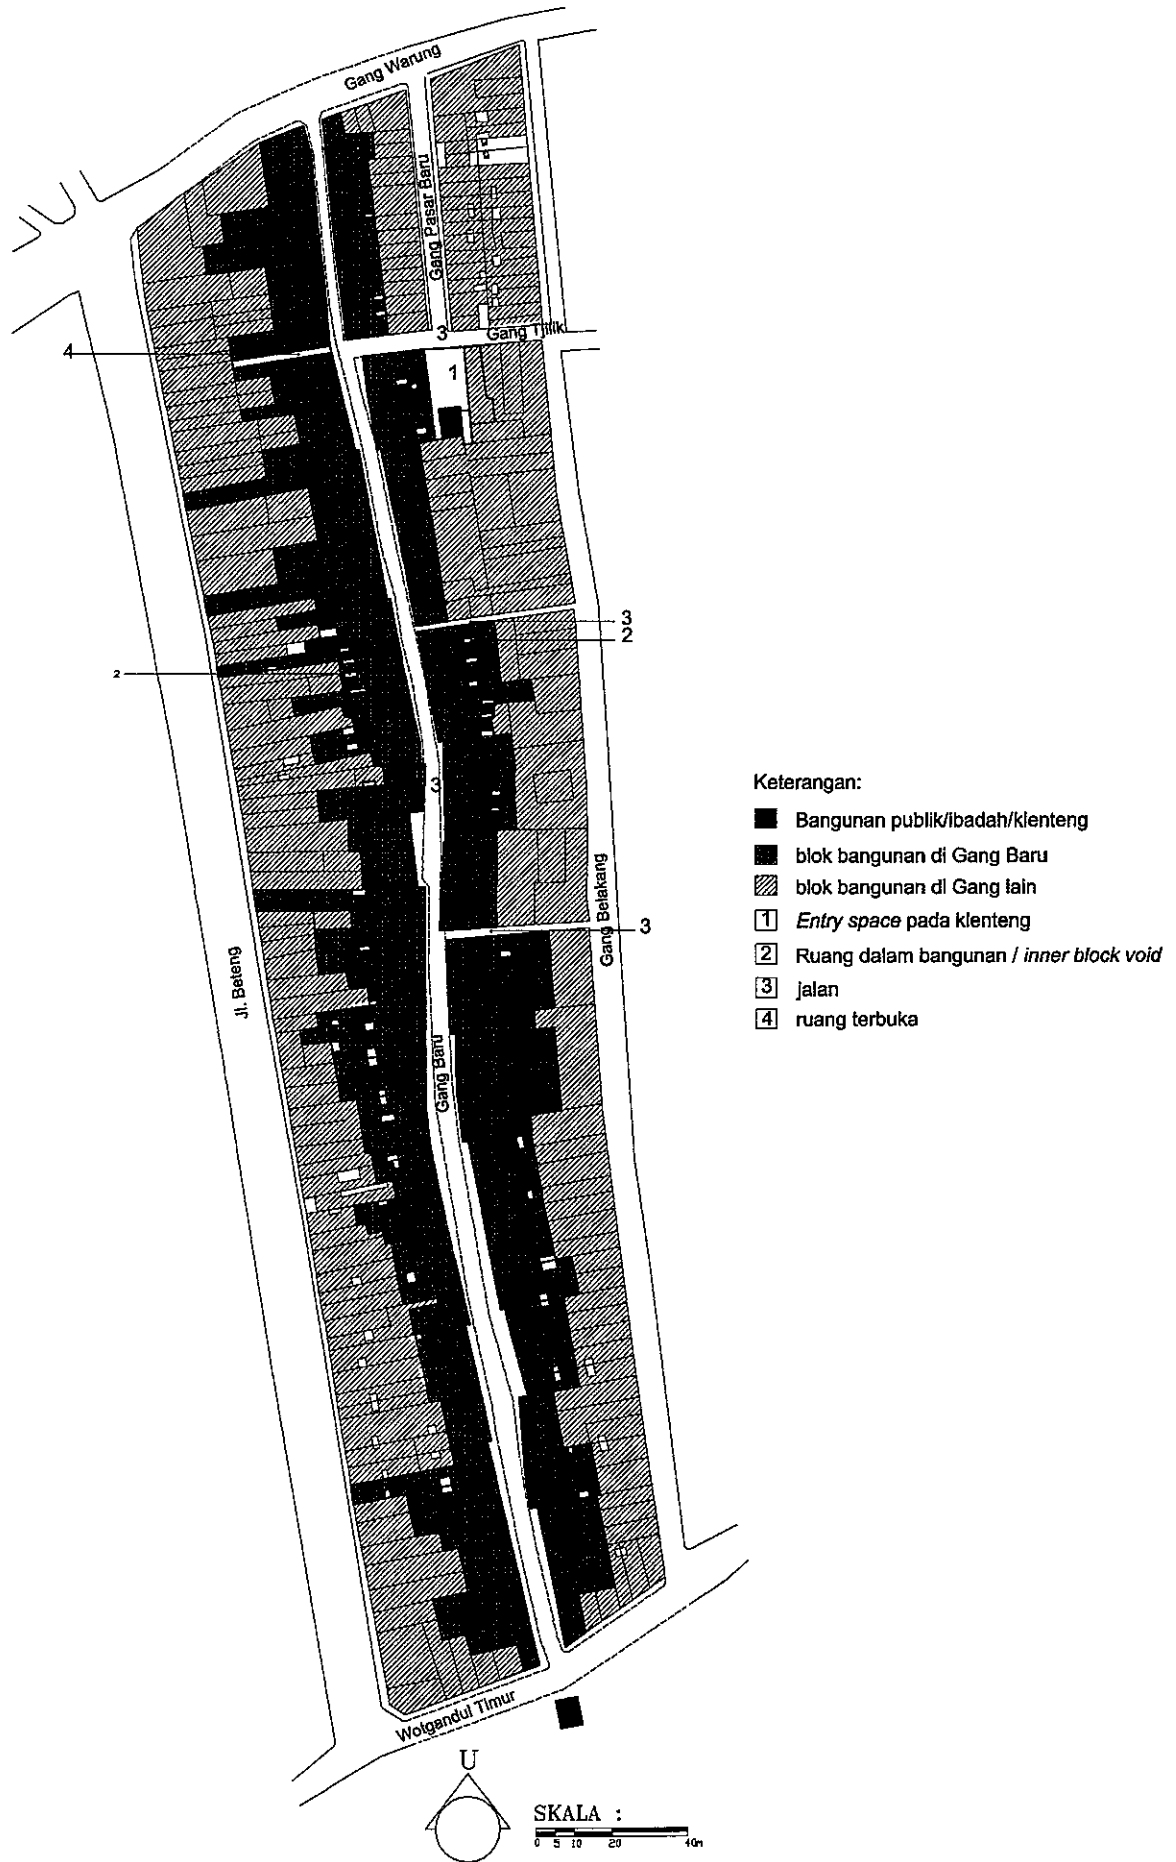 Gang Warung
Gang Pasar Baru
3
Gang Tjilik
4
1
3
2
2
3
Keterangan:
Bangunan publik/ibadah/klenteng
blok bangunan di Gang Baru
blok bangunan di Gang lain
1 Entry space pada klenteng
2 Ruang dalam bangunan / inner block void
3 jalan
4 ruang terbuka
Gang Belakang
3
Jl. Beteng
Gang Baru
Wotgandul Timur
U
SKALA :
0 5 10 20 40m